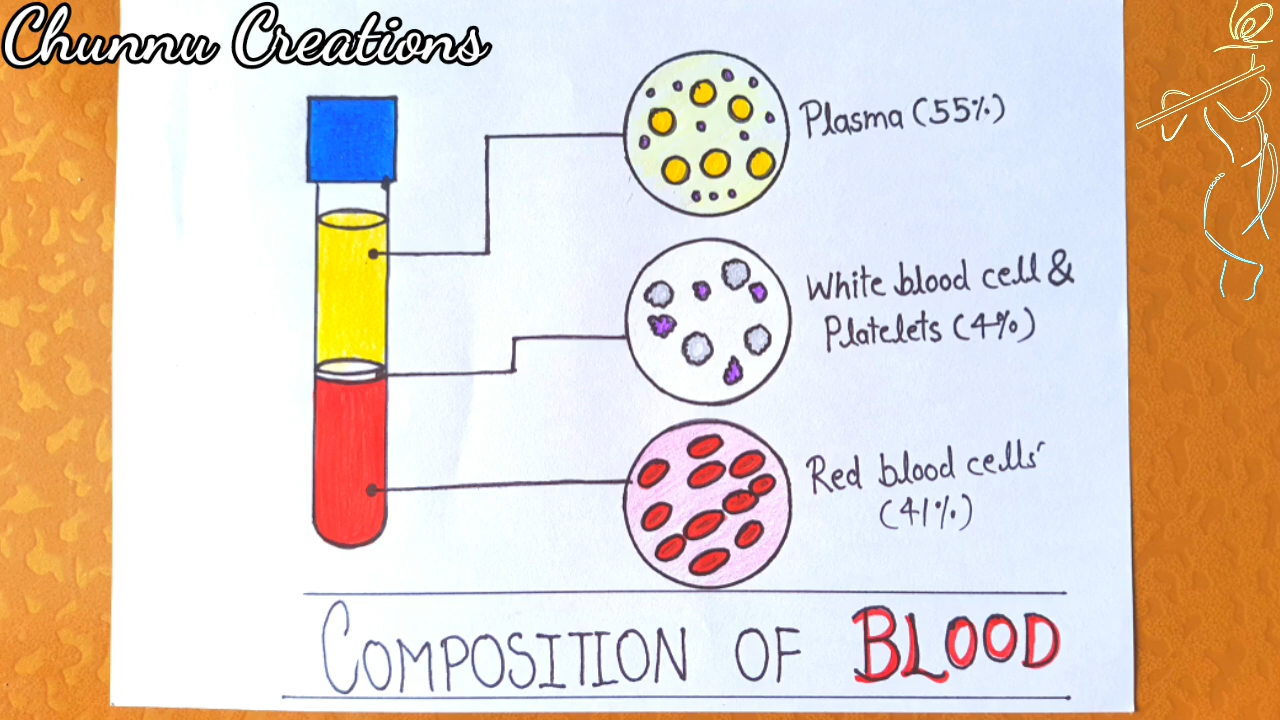 Chunnu Creations
Plasma (55%)
White blood cell &
Platelets (4%)
Red blood cells
(41%)
COMPOSITION OF BLOOD